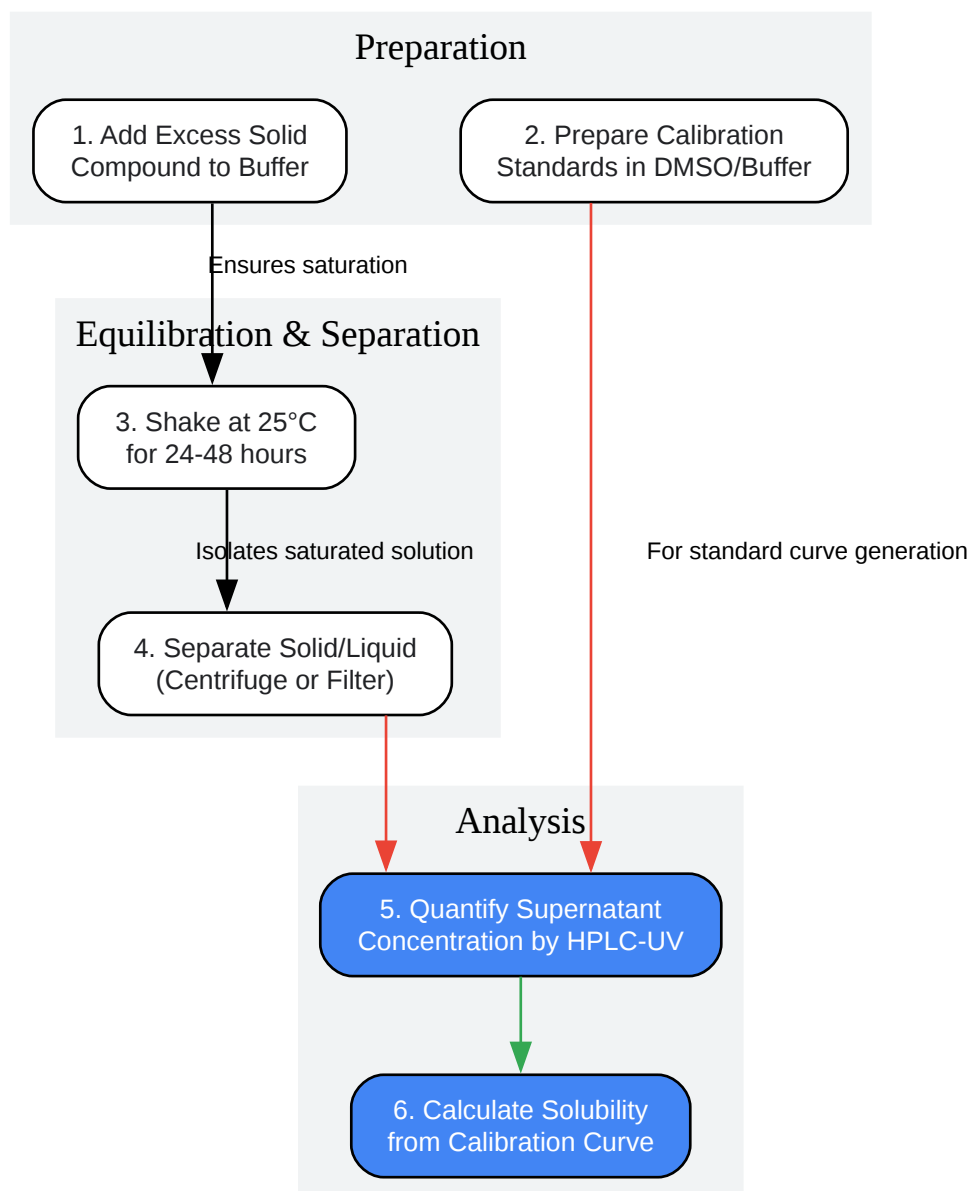 Preparation
1. Add Excess Solid
Compound to Buffer
2. Prepare Calibration
Standards in DMSO/Buffer
Ensures saturation
Equilibration & Separation
3. Shake at 25°C
for 24-48 hours
Isolates saturated solution
For standard curve generation
4. Separate Solid/Liquid
(Centrifuge or Filter)
Analysis
5. Quantify Supernatant
Concentration by HPLC-UV
6. Calculate Solubility
from Calibration Curve